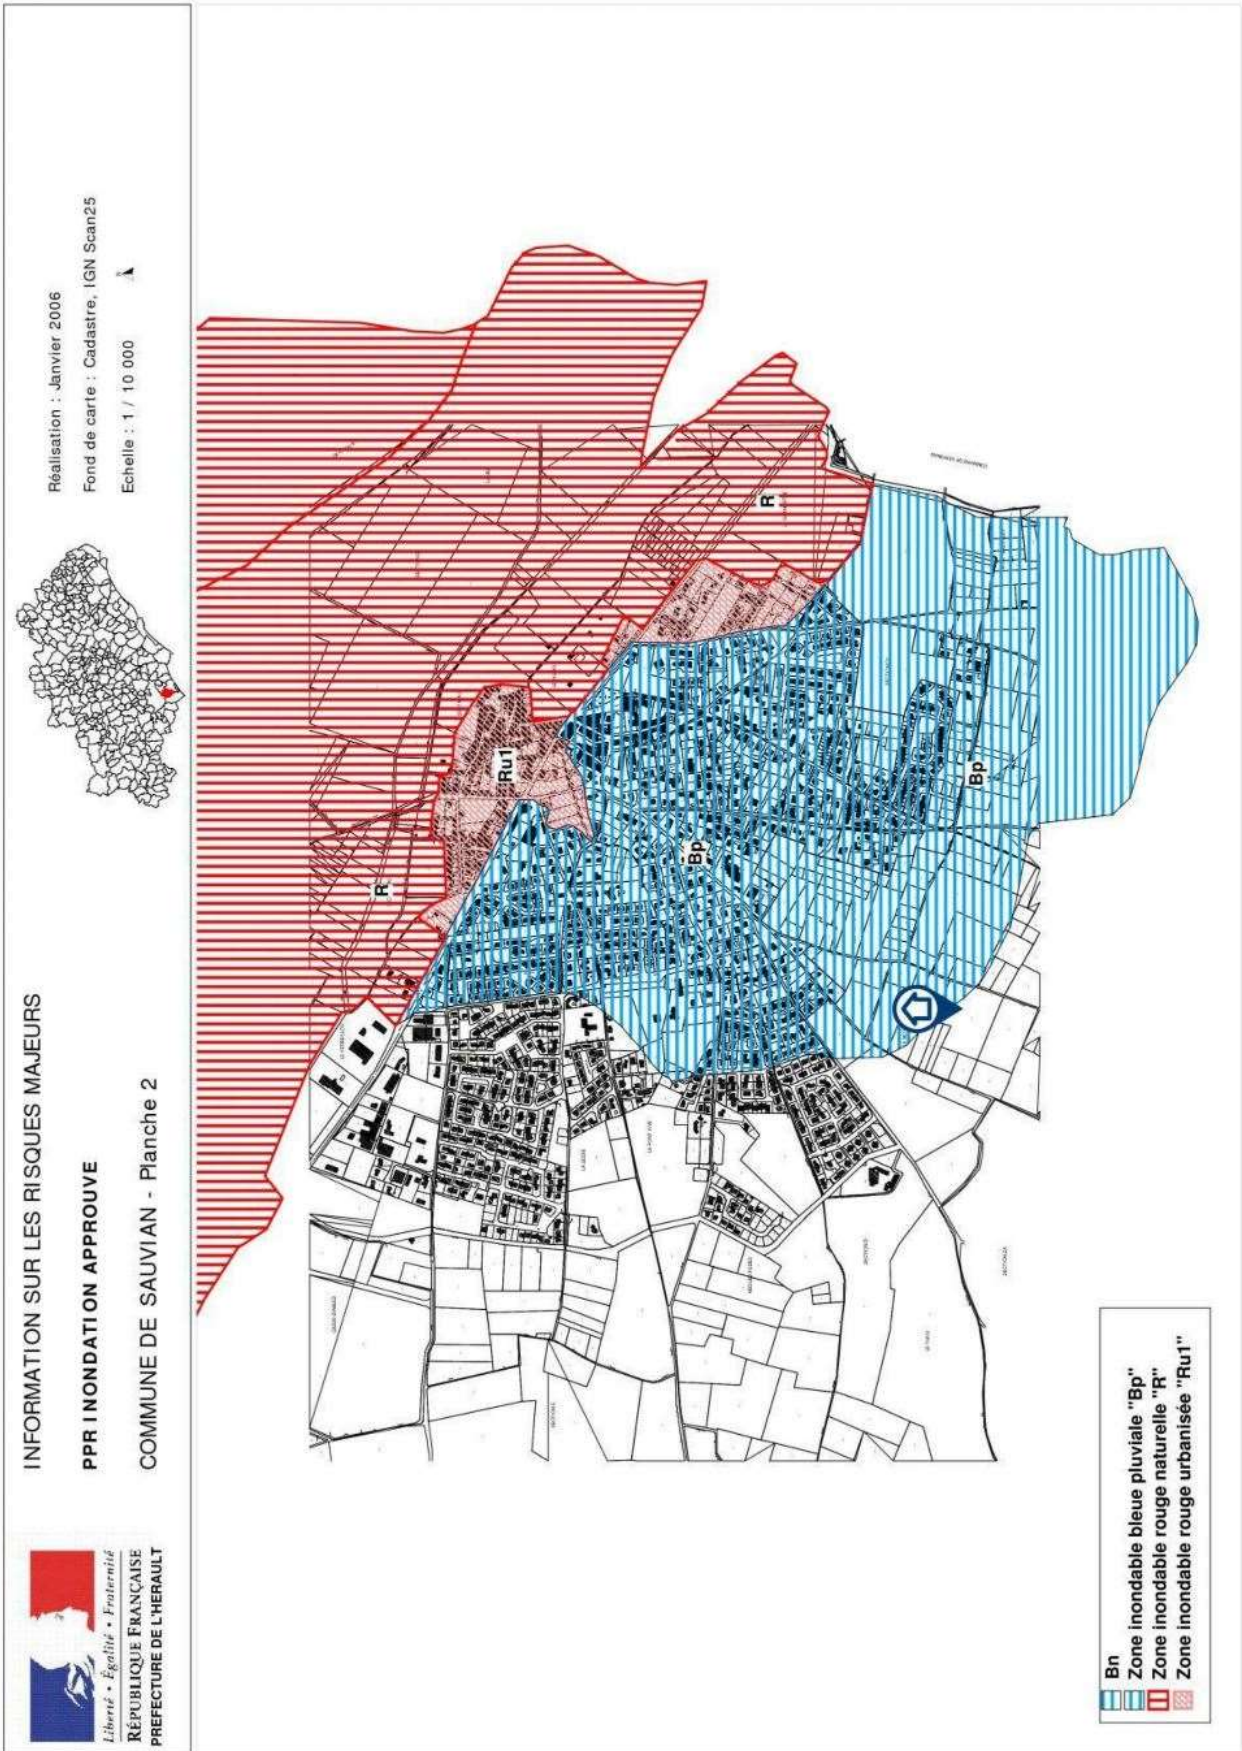 Liberté • Égalité • Fraternité
RÉPUBLIQUE FRANÇAISE
PREFECTURE DE L'HERAULT
INFORMATION SUR LES RISQUES MAJEURS
PPR INONDATION APPROUVE
COMMUNE DE SAUVIAN - Planche 2
Réalisation : Janvier 2006
Fond de carte : Cadastre, IGN Scan25
Echelle : 1 / 10 000
R
Ru1
R
Bp
Bp
Bn
Zone inondable bleue pluviale "Bp"
Zone inondable rouge naturelle "R"
Zone inondable rouge urbanisée "Ru1"